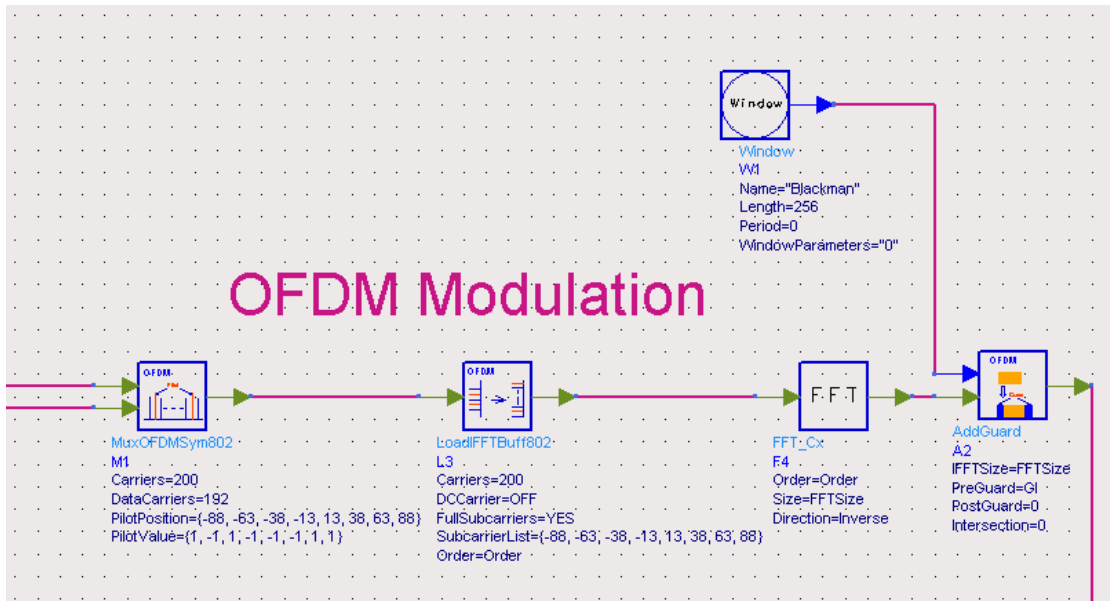 Window
Window
W1
Name="Blackman"
Length=256
Period=0
WindowParameters="0"
OFDM Modulation
OFDM
MuxOFDMSym802
M1
Carriers=200
DataCarriers=192
PilotPosition={-88, -63, -38, -13, 13, 38, 63, 88}
PilotValue={1, -1, 1, -1, -1, -1, 1, 1}
OFDM
LoadIFFTBuff802
L3
Carriers=200
DCCarrier=OFF
FullSubcarriers=YES
SubcarrierList={-88, -63, -38, -13, 13, 38, 63, 88}
Order=Order
F F T
FFT_Cx
F4
Order=Order
Size=FFTSize
Direction=Inverse
OFDM
AddGuard
A2
IFFTSize=FFTSize
PreGuard=GI
PostGuard=0
Intersection=0